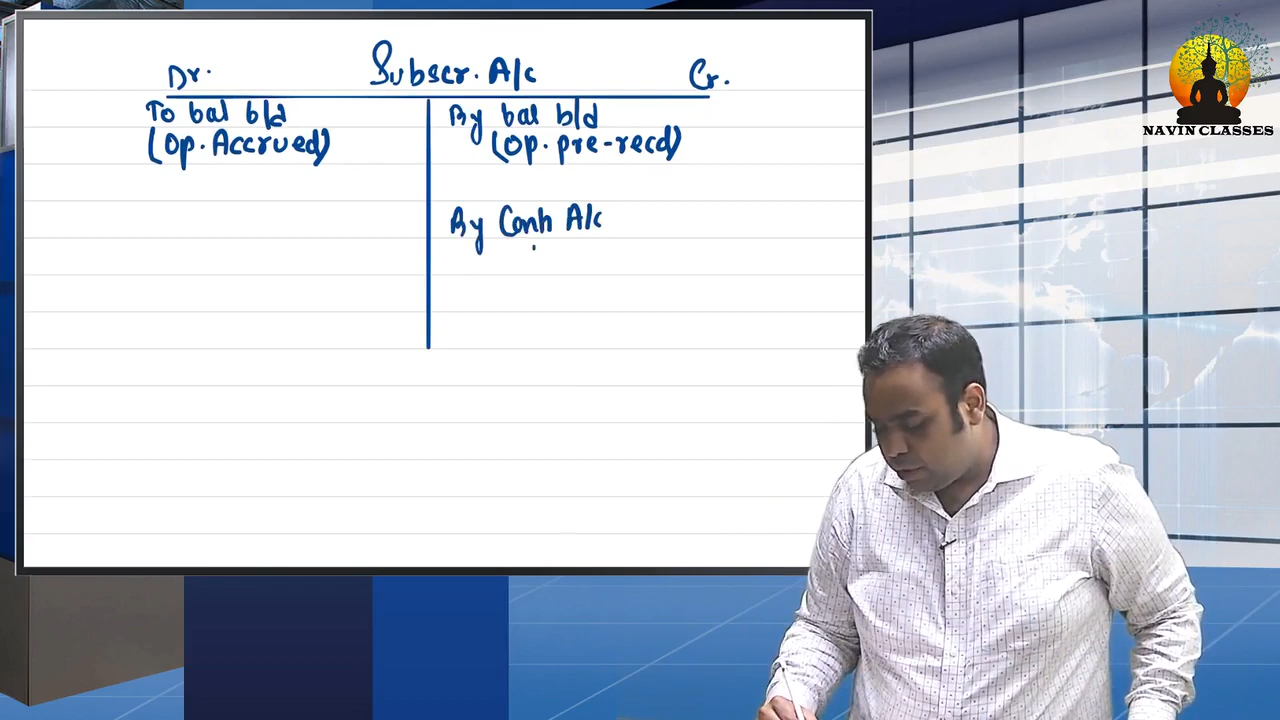 Dr. Subscr. A/c Cr.
To bal b/d
(Op. Accrued)
By bal b/d
(Op. pre-recd)
By Cash A/c
NAVIN CLASSES